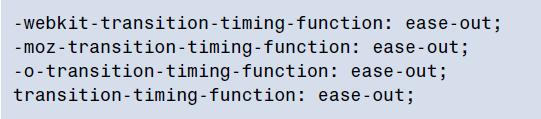 -webkit-transition-timing-function: ease-out;
-moz-transition-timing-function: ease-out;
-o-transition-timing-function: ease-out;
transition-timing-function: ease-out;